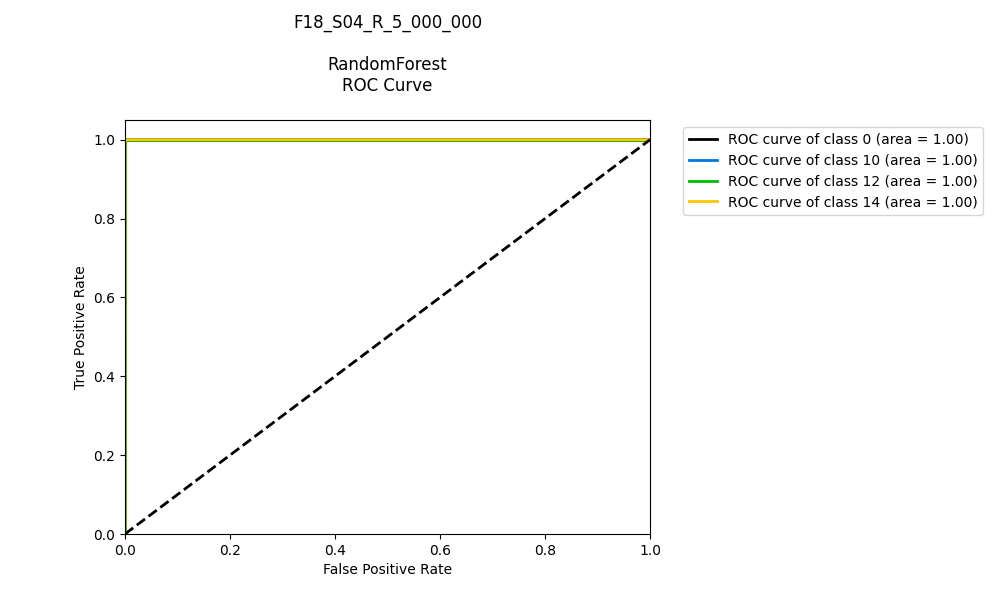 F18_S04_R_5_000_000
RandomForest
ROC Curve
ROC curve of class 0 (area = 1.00)
ROC curve of class 10 (area = 1.00)
ROC curve of class 12 (area = 1.00)
ROC curve of class 14 (area = 1.00)
True Positive Rate
1.0
0.8
0.6
0.4
0.2
0.0
0.0 0.2 0.4 0.6 0.8 1.0
False Positive Rate